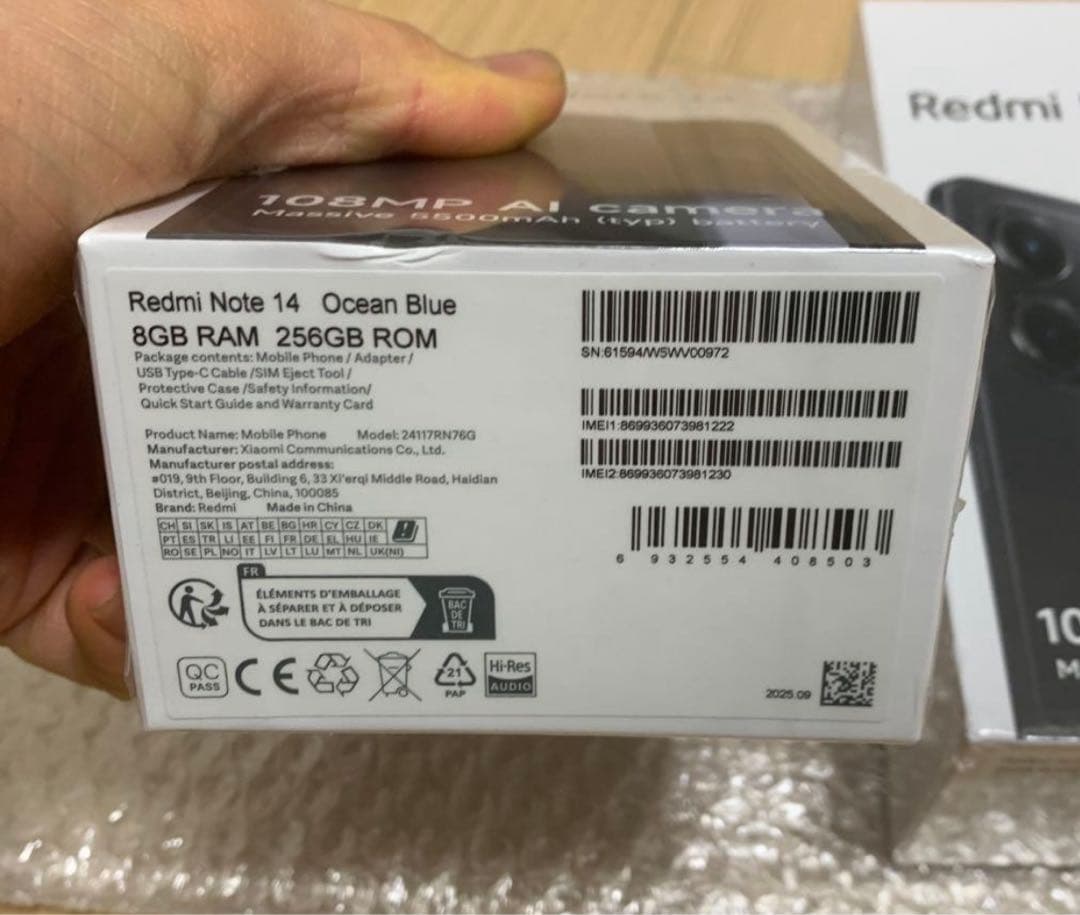 108MP AI camera
Massive 5500mAh (typ) battery
Redmi
Redmi Note 14 Ocean Blue
8GB RAM 256GB ROM
Package contents: Mobile Phone / Adapter /
USB Type-C Cable /SIM Eject Tool /
Protective Case /Safety Information/
Quick Start Guide and Warranty Card
SN:61594/W5WV00972
IMEI1:869936073981222
IMEI2:869936073981230
Product Name: Mobile Phone Model: 24117RN76G
Manufacturer: Xiaomi Communications Co., Ltd.
Manufacturer postal address:
#019, 9th Floor, Building 6, 33 Xi'erqi Middle Road, Haidian
District, Beijing, China, 100085
Brand: Redmi Made in China
CH SI SK IS AT BE BG HR CY CZ DK
PT ES TR LI EE FI FR DE EL HU IE
RO SE PL NO IT LV LT LU MT NL UK(NI)
6 932554 408503
FR
ÉLÉMENTS D'EMBALLAGE
À SÉPARER ET À DÉPOSER
DANS LE BAC DE TRI
BAC
DE
TRI
QC
PASS
CE
21
PAP
Hi-Res
AUDIO
2025.09
10
M